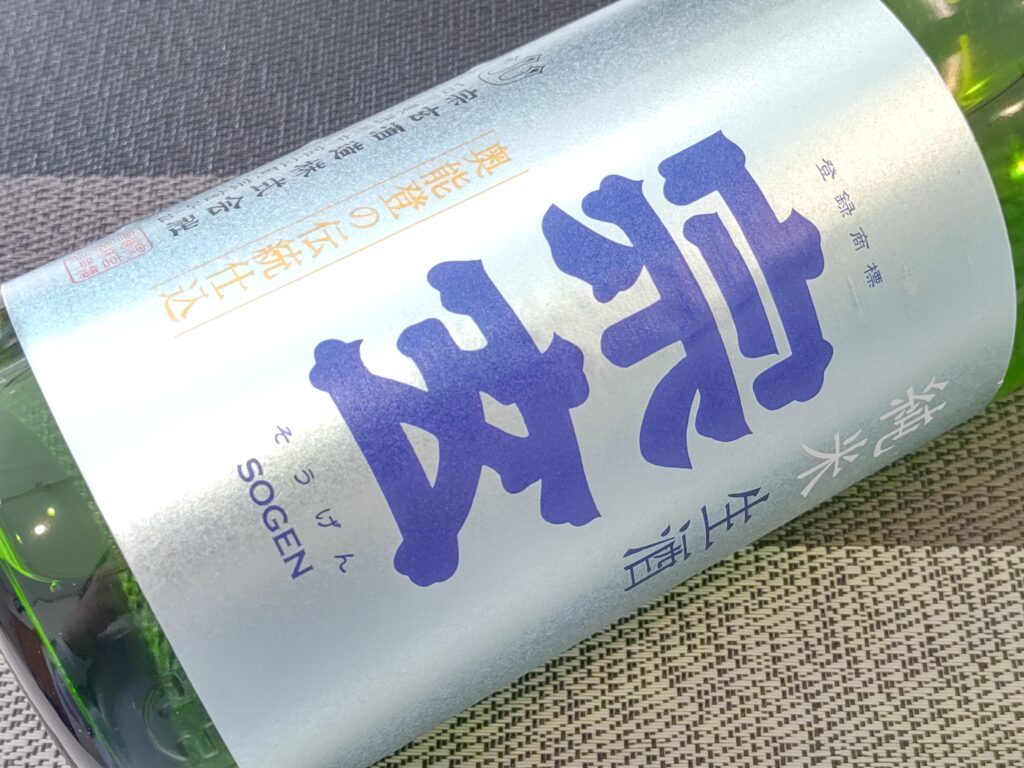 純米
生酒
登録商標
宗玄
そうげん
SOGEN
奥能登の伝統仕込
宗玄酒造株式会社